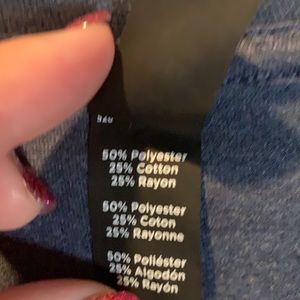 50% Polyester
25% Cotton
25% Rayon
50% Polyester
25% Coton
25% Rayonne
50% Poliéster
25% Algodón
25% Rayón